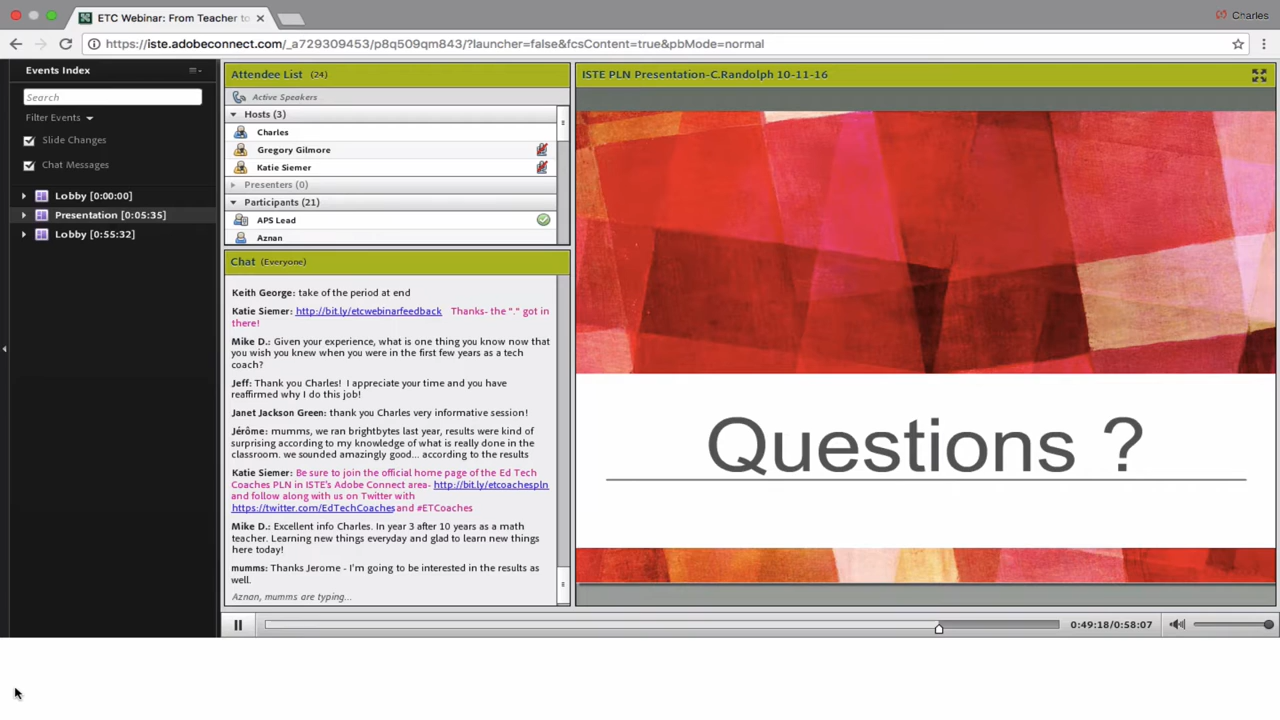 ETC Webinar: From Teacher to
Charles
https://iste.adobeconnect.com/_a729309453/p8q509qm843/?launcher=false&fcsContent=true&pbMode=normal
Events Index
Search
Filter Events
Slide Changes
Chat Messages
Lobby [0:00:00]
Presentation [0:05:35]
Lobby [0:55:32]
Attendee List (24)
Active Speakers
Hosts (3)
Charles
Gregory Gilmore
Katie Siemer
Presenters (0)
Participants (21)
APS Lead
Aznan
Chat (Everyone)
Keith George: take of the period at end
Katie Siemer: http://bit.ly/etcwebinarfeedback Thanks- the "." got in
there!
Mike D.: Given your experience, what is one thing you know now that
you wish you knew when you were in the first few years as a tech
coach?
Jeff: Thank you Charles! I appreciate your time and you have
reaffirmed why I do this job!
Janet Jackson Green: thank you Charles very informative session!
Jérôme: mumms, we ran brightbytes last year, results were kind of
surprising according to my knowledge of what is really done in the
classroom. we sounded amazingly good... according to the results
Katie Siemer: Be sure to join the official home page of the Ed Tech
Coaches PLN in ISTE's Adobe Connect area- http://bit.ly/etcoachespln
and follow along with us on Twitter with
https://twitter.com/EdTechCoaches and #ETCoaches
Mike D.: Excellent info Charles. In year 3 after 10 years as a math
teacher. Learning new things everyday and glad to learn new things
here today!
mumms: Thanks Jerome - I'm going to be interested in the results as
well.
Aznan, mumms are typing...
ISTE PLN Presentation-C.Randolph 10-11-16
Questions ?
0:49:18/0:58:07